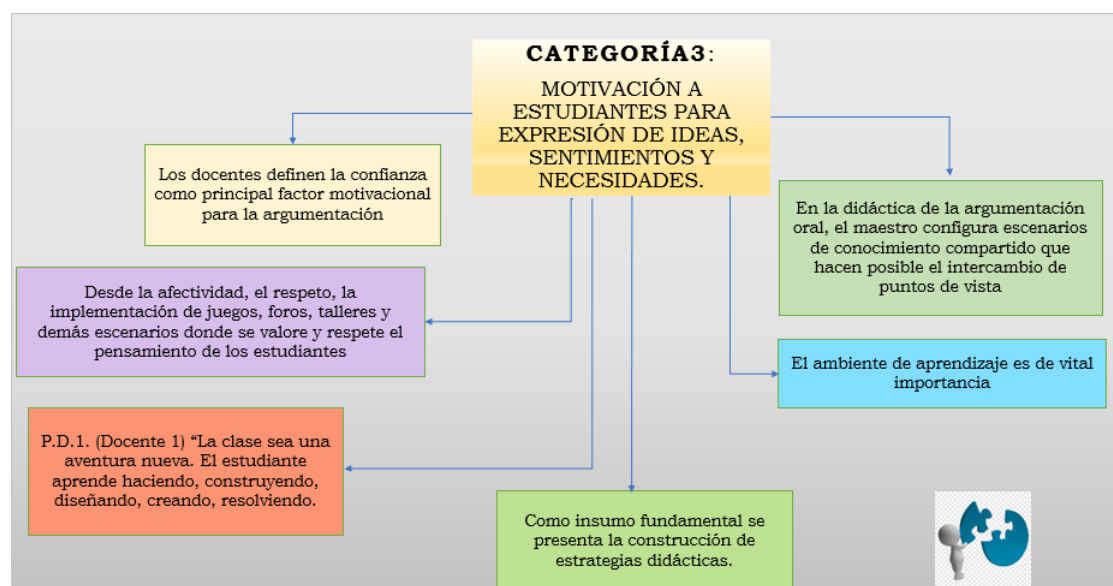 CATEGORÍA3:
MOTIVACIÓN A
ESTUDIANTES PARA
EXPRESIÓN DE IDEAS,
SENTIMIENTOS Y
NECESIDADES.
Los docentes definen la confianza
como principal factor motivacional
para la argumentación
En la didáctica de la argumentación
oral, el maestro configura escenarios
de conocimiento compartido que
hacen posible el intercambio de
puntos de vista
Desde la afectividad, el respeto, la
implementación de juegos, foros, talleres y
demás escenarios donde se valore y respete el
pensamiento de los estudiantes
El ambiente de aprendizaje es de vital
importancia
P.D.1. (Docente 1) “La clase sea una
aventura nueva. El estudiante
aprende haciendo, construyendo,
diseñando, creando, resolviendo.
Como insumo fundamental se
presenta la construcción de
estrategias didácticas.